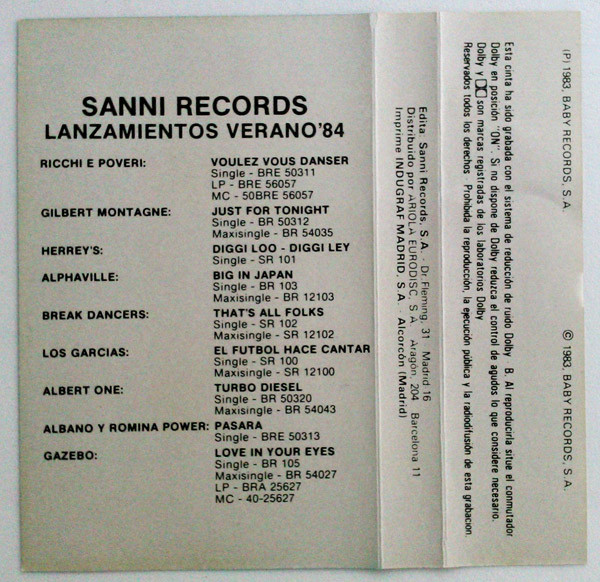 SANNI RECORDS
LANZAMIENTOS VERANO'84
RICCHI E POVERI: VOULEZ VOUS DANSER
Single - BRE 50311
LP - BRE 56057
MC - 50BRE 56057
GILBERT MONTAGNE: JUST FOR TONIGHT
Single - BR 50312
Maxisingle - BR 54035
HERREY'S: DIGGI LOO - DIGGI LEY
Single - SR 101
ALPHAVILLE: BIG IN JAPAN
Single - BR 103
Maxisingle - BR 12103
BREAK DANCERS: THAT'S ALL FOLKS
Single - SR 102
Maxisingle - SR 12102
LOS GARCIAS: EL FUTBOL HACE CANTAR
Single - SR 100
Maxisingle - SR 12100
ALBERT ONE: TURBO DIESEL
Single - BR 50320
Maxisingle - BR 54043
ALBANO Y ROMINA POWER: PASARA
Single - BRE 50313
GAZEBO: LOVE IN YOUR EYES
Single - BR 105
Maxisingle - BR 54027
LP - BRA 25627
MC - 40-25627
Edita: Sanni Records, S.A. - Dr. Fleming, 31 Madrid 16
Distribuido por ARIOLA EURODISC, S.A. Aragón, 204 Barcelona 11
Imprime INDUGRAF MADRID, S.A. - Alcorcón (Madrid)
(P) 1983, BABY RECORDS, S.A. © 1983, BABY RECORDS, S.A.
Esta cinta ha sido grabada con el sistema de reducción de ruido Dolby B. Al reproducirla situe el conmutador
Dolby en posición "ON". Si no dispone de Dolby reduzca el control de agudos lo que considere necesario.
Dolby y son marcas registradas de los laboratorios Dolby
Reservados todos los derechos Prohibida la reproducción, la ejecución pública y la radiodifusión de esta grabacion.